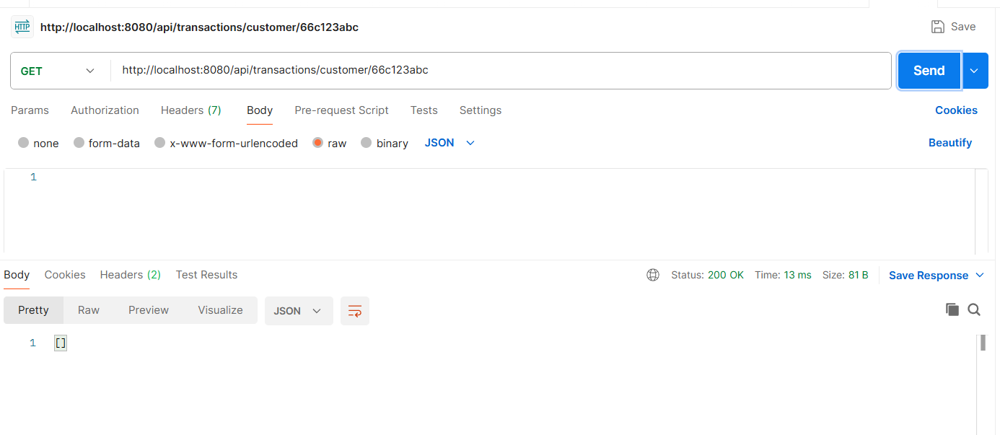 HTTP http://localhost:8080/api/transactions/customer/66c123abc Save
GET http://localhost:8080/api/transactions/customer/66c123abc Send
Params Authorization Headers (7) Body Pre-request Script Tests Settings Cookies
none form-data x-www-form-urlencoded raw binary JSON Beautify
1
Body Cookies Headers (2) Test Results Status: 200 OK Time: 13 ms Size: 81 B Save Response
Pretty Raw Preview Visualize JSON
1 []